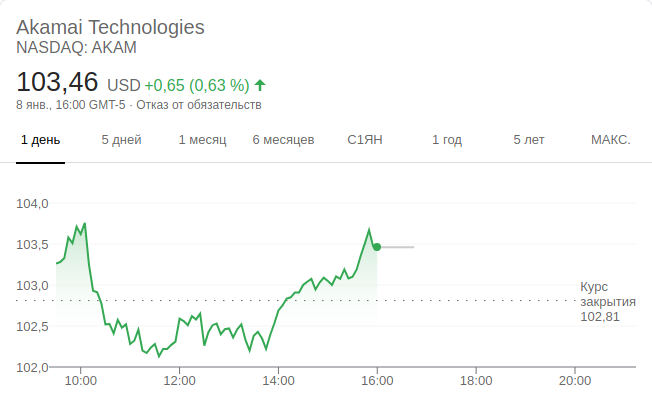 Akamai Technologies
NASDAQ: AKAM
103,46 USD +0,65 (0,63 %)
8 янв., 16:00 GMT-5 · Отказ от обязательств
1 день 5 дней 1 месяц 6 месяцев С1ЯН 1 год 5 лет МАКС.
104,0
103,5
103,0
102,5
102,0
Курс
закрытия
102,81
10:00 12:00 14:00 16:00 18:00 20:00